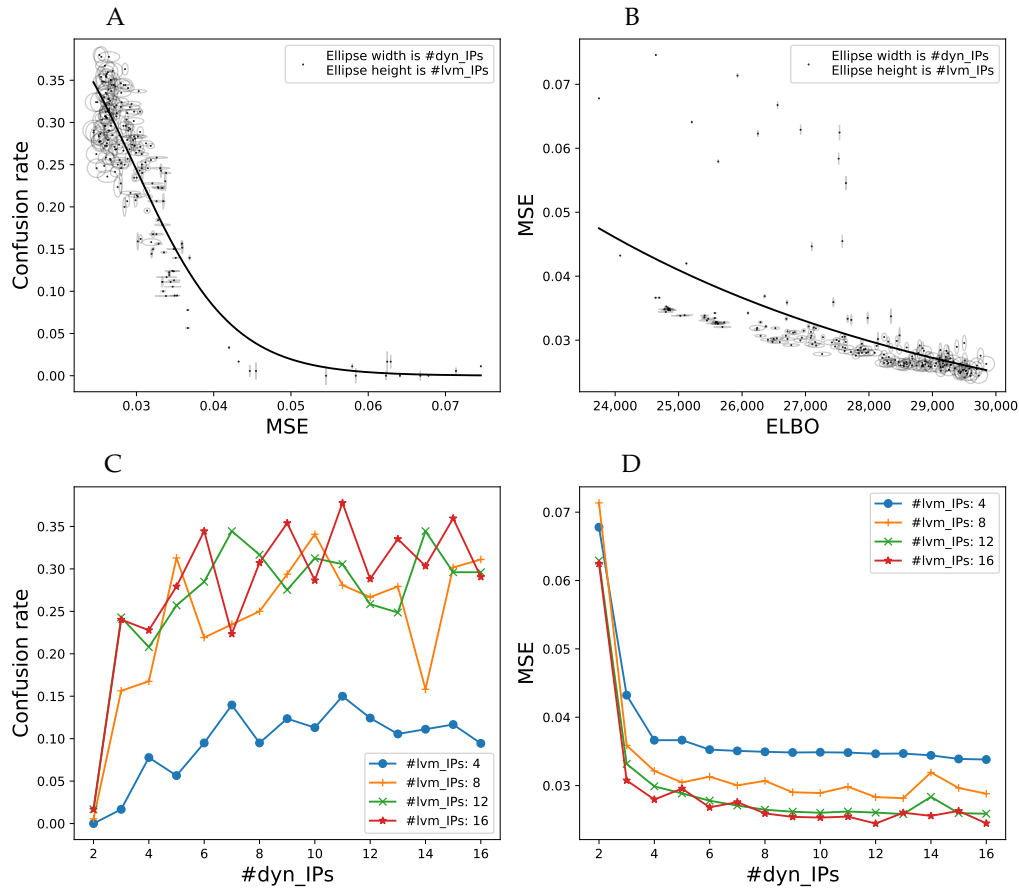 A
Ellipse width is #dyn_IPs
Ellipse height is #lvm_IPs
0.35
0.30
0.25
0.20
0.15
0.10
0.05
0.00
Confusion rate
0.03 0.04 0.05 0.06 0.07
MSE
B
Ellipse width is #dyn_IPs
Ellipse height is #lvm_IPs
0.07
0.06
0.05
0.04
0.03
MSE
24,000 25,000 26,000 27,000 28,000 29,000 30,000
ELBO
C
0.35
0.30
0.25
0.20
0.15
0.10
0.05
0.00
Confusion rate
#lvm_IPs: 4
#lvm_IPs: 8
#lvm_IPs: 12
#lvm_IPs: 16
2 4 6 8 10 12 14 16
#dyn_IPs
D
#lvm_IPs: 4
#lvm_IPs: 8
#lvm_IPs: 12
#lvm_IPs: 16
0.07
0.06
0.05
0.04
0.03
MSE
2 4 6 8 10 12 14 16
#dyn_IPs